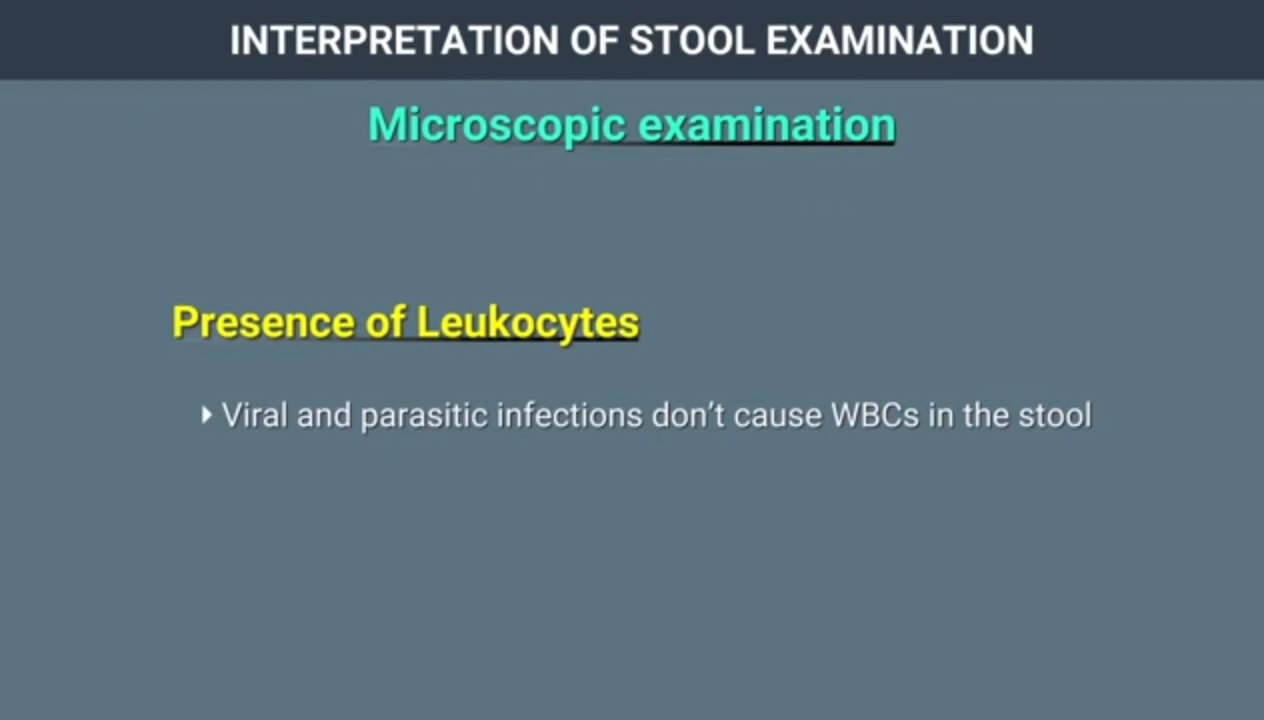 INTERPRETATION OF STOOL EXAMINATION
Microscopic examination
Presence of Leukocytes
Viral and parasitic infections don’t cause WBCs in the stool